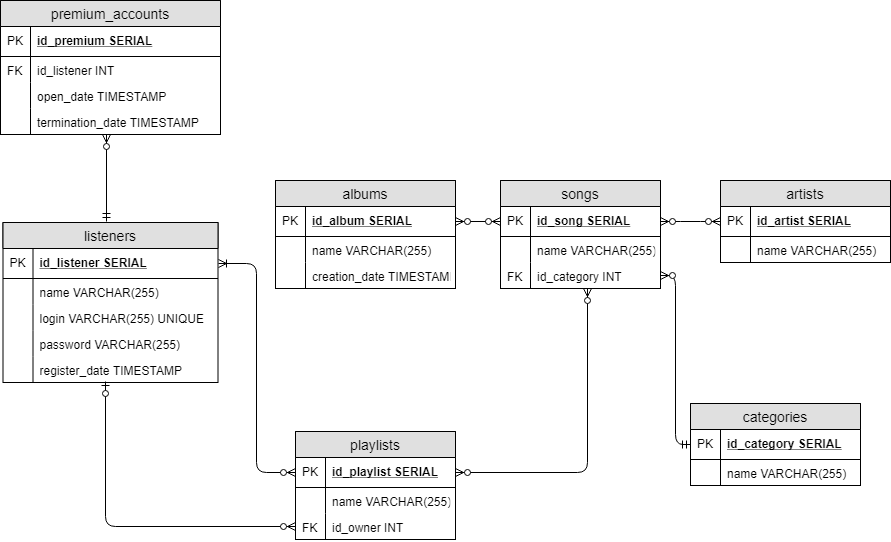 premium_accounts
PK id_premium SERIAL
FK id_listener INT
open_date TIMESTAMP
termination_date TIMESTAMP
listeners
PK id_listener SERIAL
name VARCHAR(255)
login VARCHAR(255) UNIQUE
password VARCHAR(255)
register_date TIMESTAMP
albums
PK id_album SERIAL
name VARCHAR(255)
creation_date TIMESTAM
songs
PK id_song SERIAL
name VARCHAR(255)
FK id_category INT
artists
PK id_artist SERIAL
name VARCHAR(255)
categories
PK id_category SERIAL
name VARCHAR(255)
playlists
PK id_playlist SERIAL
name VARCHAR(255)
FK id_owner INT